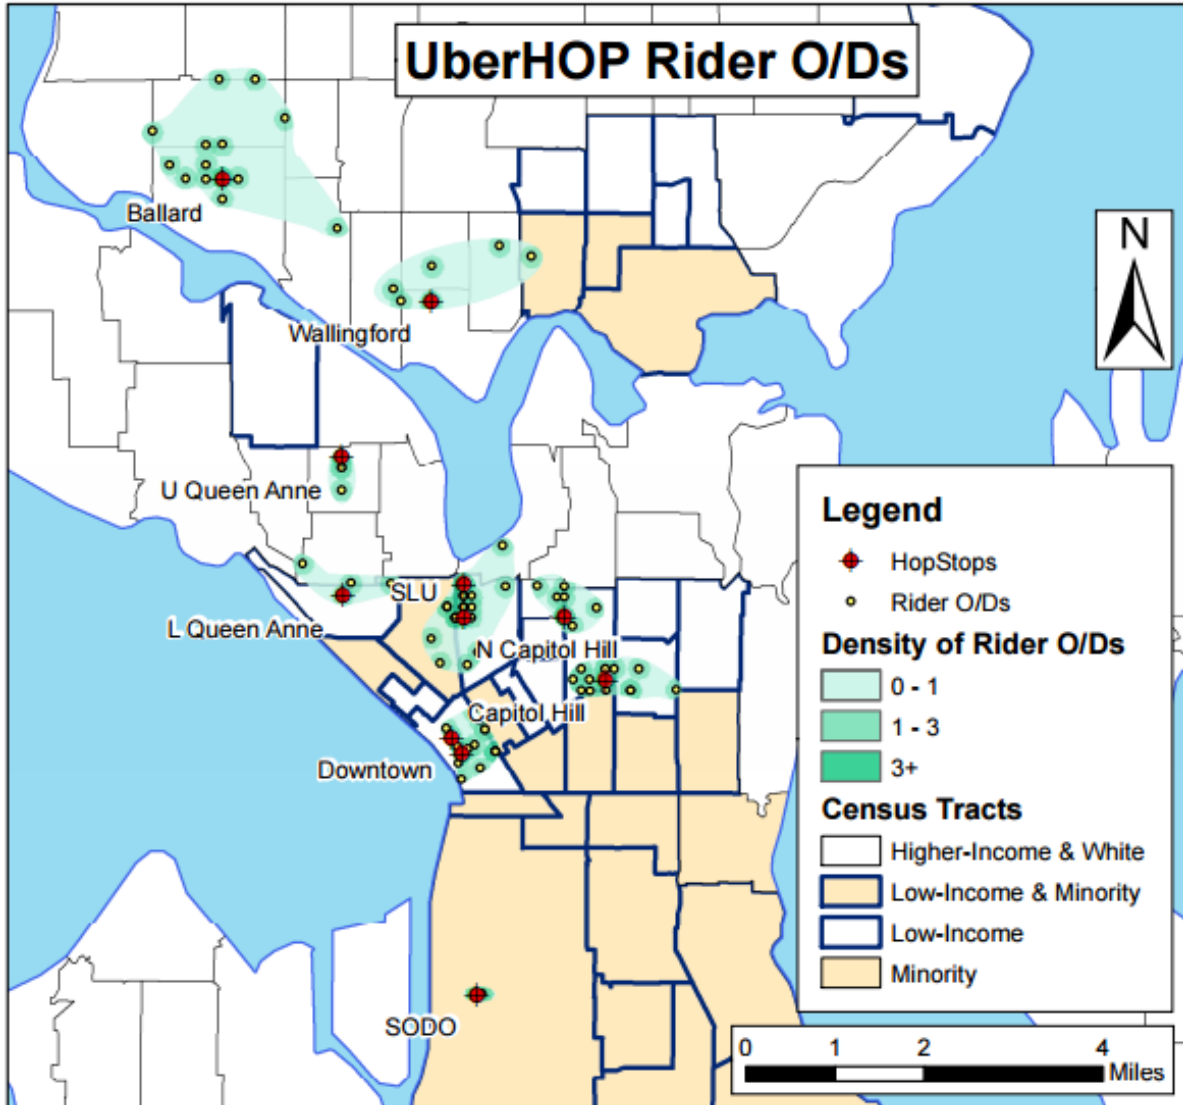 UberHOP Rider O/Ds
Ballard
N
Wallingford
U Queen Anne
Legend
HopStops
SLU
Rider O/Ds
L Queen Anne
Density of Rider O/Ds
N Capitol Hill
0 - 1
Capitol Hill
1 - 3
Downtown
3+
Census Tracts
Higher-Income & White
Low-Income & Minority
Low-Income
Minority
SODO
0 1 2 4
Miles